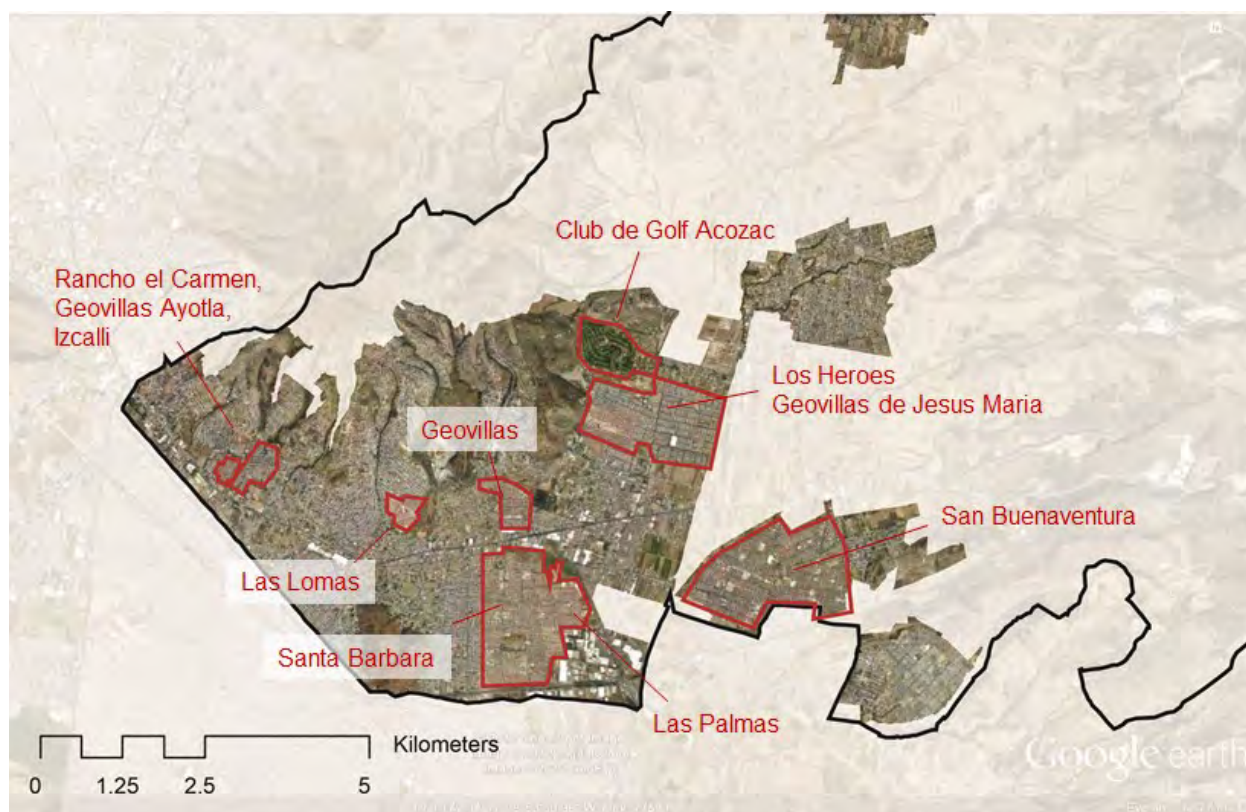 Club de Golf Acozac
Rancho el Carmen,
Geovillas Ayotla,
Izcalli
Los Heroes
Geovillas de Jesus Maria
Geovillas
San Buenaventura
Las Lomas
Santa Barbara
Las Palmas
Kilometers
0 1.25 2.5 5
Google earth